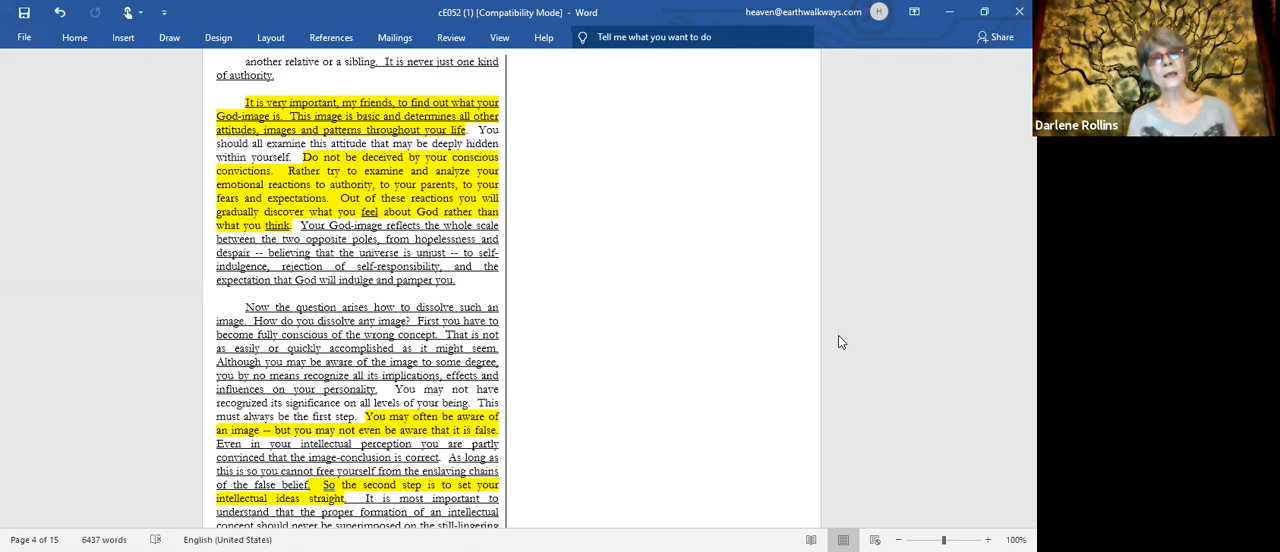 cE052 (1) [Compatibility Mode] - Word
heaven@earthwalkways.com
H
File
Home
Insert
Draw
Design
Layout
References
Mailings
Review
View
Help
Tell me what you want to do
Share
another relative or a sibling. It is never just one kind
of authority.
It is very important, my friends, to find out what your
God-image is. This image is basic and determines all other
attitudes, images and patterns throughout your life. You
should all examine this attitude that may be deeply hidden
within yourself. Do not be deceived by your conscious
convictions. Rather try to examine and analyze your
emotional reactions to authority, to your parents, to your
fears and expectations. Out of these reactions you will
gradually discover what you feel about God rather than
what you think. Your God-image reflects the whole scale
between the two opposite poles, from hopelessness and
despair -- believing that the universe is unjust -- to self-
indulgence, rejection of self-responsibility, and the
expectation that God will indulge and pamper you.
Now the question arises how to dissolve such an
image. How do you dissolve any image? First you have to
become fully conscious of the wrong concept. That is not
as easily or quickly accomplished as it might seem.
Although you may be aware of the image to some degree,
you by no means recognize all its implications, effects and
influences on your personality. You may not have
recognized its significance on all levels of your being. This
must always be the first step. You may often be aware of
an image -- but you may not even be aware that it is false.
Even in your intellectual perception you are partly
convinced that the image-conclusion is correct. As long as
this is so you cannot free yourself from the enslaving chains
of the false belief. So the second step is to set your
intellectual ideas straight. It is most important to
understand that the proper formation of an intellectual
concept should never be superimposed on the still-lingering
Darlene Rollins
Page 4 of 15
6437 words
English (United States)
100%